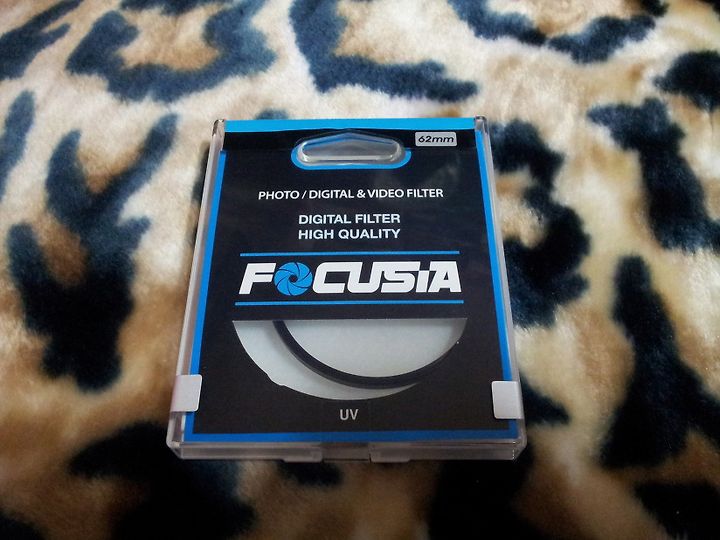 62mm
PHOTO / DIGITAL & VIDEO FILTER
DIGITAL FILTER
HIGH QUALITY
FOCUSIA
UV